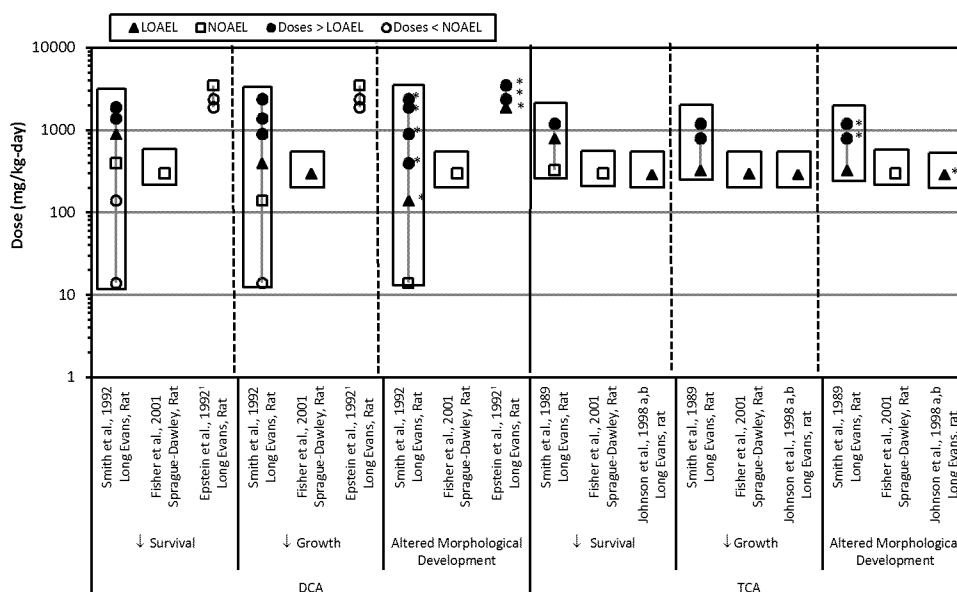 LOAEL NOAEL Doses > LOAEL Doses < NOAEL
10000
1000
100
10
1
Dose (mg/kg-day)
* * * * * * * * * * *
Smith et al., 1992
Long Evans, Rat
Fisher et al., 2001
Sprague-Dawley, Rat
Epstein et al., 1992¹
Long Evans, Rat
Smith et al., 1992
Long Evans, Rat
Fisher et al., 2001
Sprague-Dawley, Rat
Epstein et al., 1992¹
Long Evans, Rat
Smith et al., 1992
Long Evans, Rat
Fisher et al., 2001
Sprague-Dawley, Rat
Epstein et al., 1992¹
Long Evans, Rat
Smith et al., 1989
Long Evans, Rat
Fisher et al., 2001
Sprague-Dawley, Rat
Johnson et al., 1998 a,b
Long Evans, rat
Smith et al., 1989
Long Evans, Rat
Fisher et al., 2001
Sprague-Dawley, Rat
Johnson et al., 1998 a,b
Long Evans, rat
Smith et al., 1989
Long Evans, Rat
Fisher et al., 2001
Sprague-Dawley, Rat
Johnson et al., 1998 a,b
Long Evans, rat
↓ Survival
↓ Growth
Altered Morphological
Development
↓ Survival
↓ Growth
Altered Morphological
Development
DCA
TCA